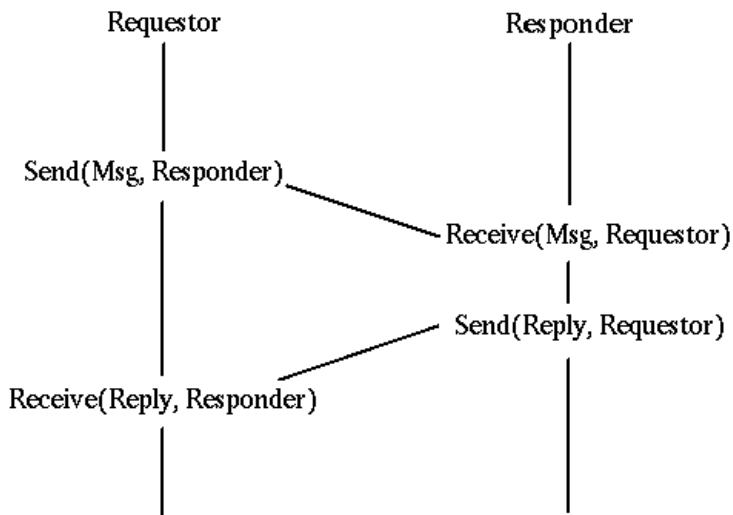 Requestor
Responder
Send(Msg, Responder)
Receive(Msg, Requestor)
Send(Reply, Requestor)
Receive(Reply, Responder)